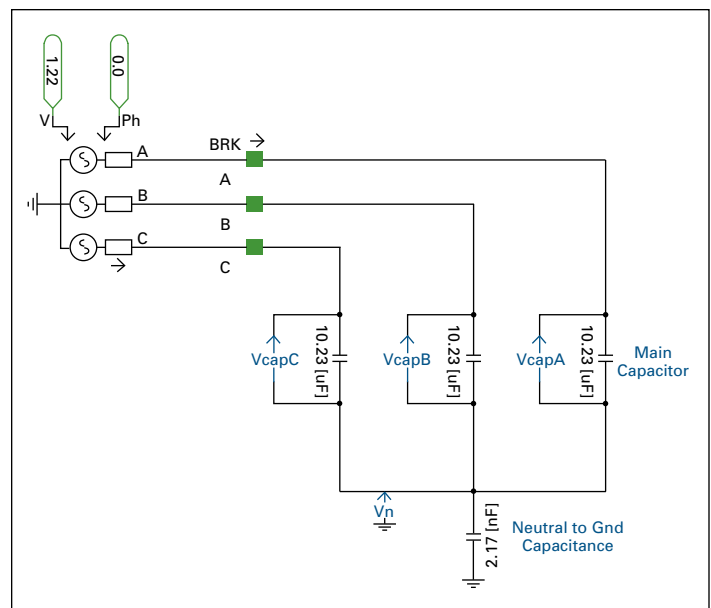 1.22
0.0
V
Ph
A
BRK
A
B
B
C
C
VcapC
10.23 [uF]
VcapB
10.23 [uF]
VcapA
10.23 [uF]
Main
Capacitor
Vn
2.17 [nF]
Neutral to Gnd
Capacitance